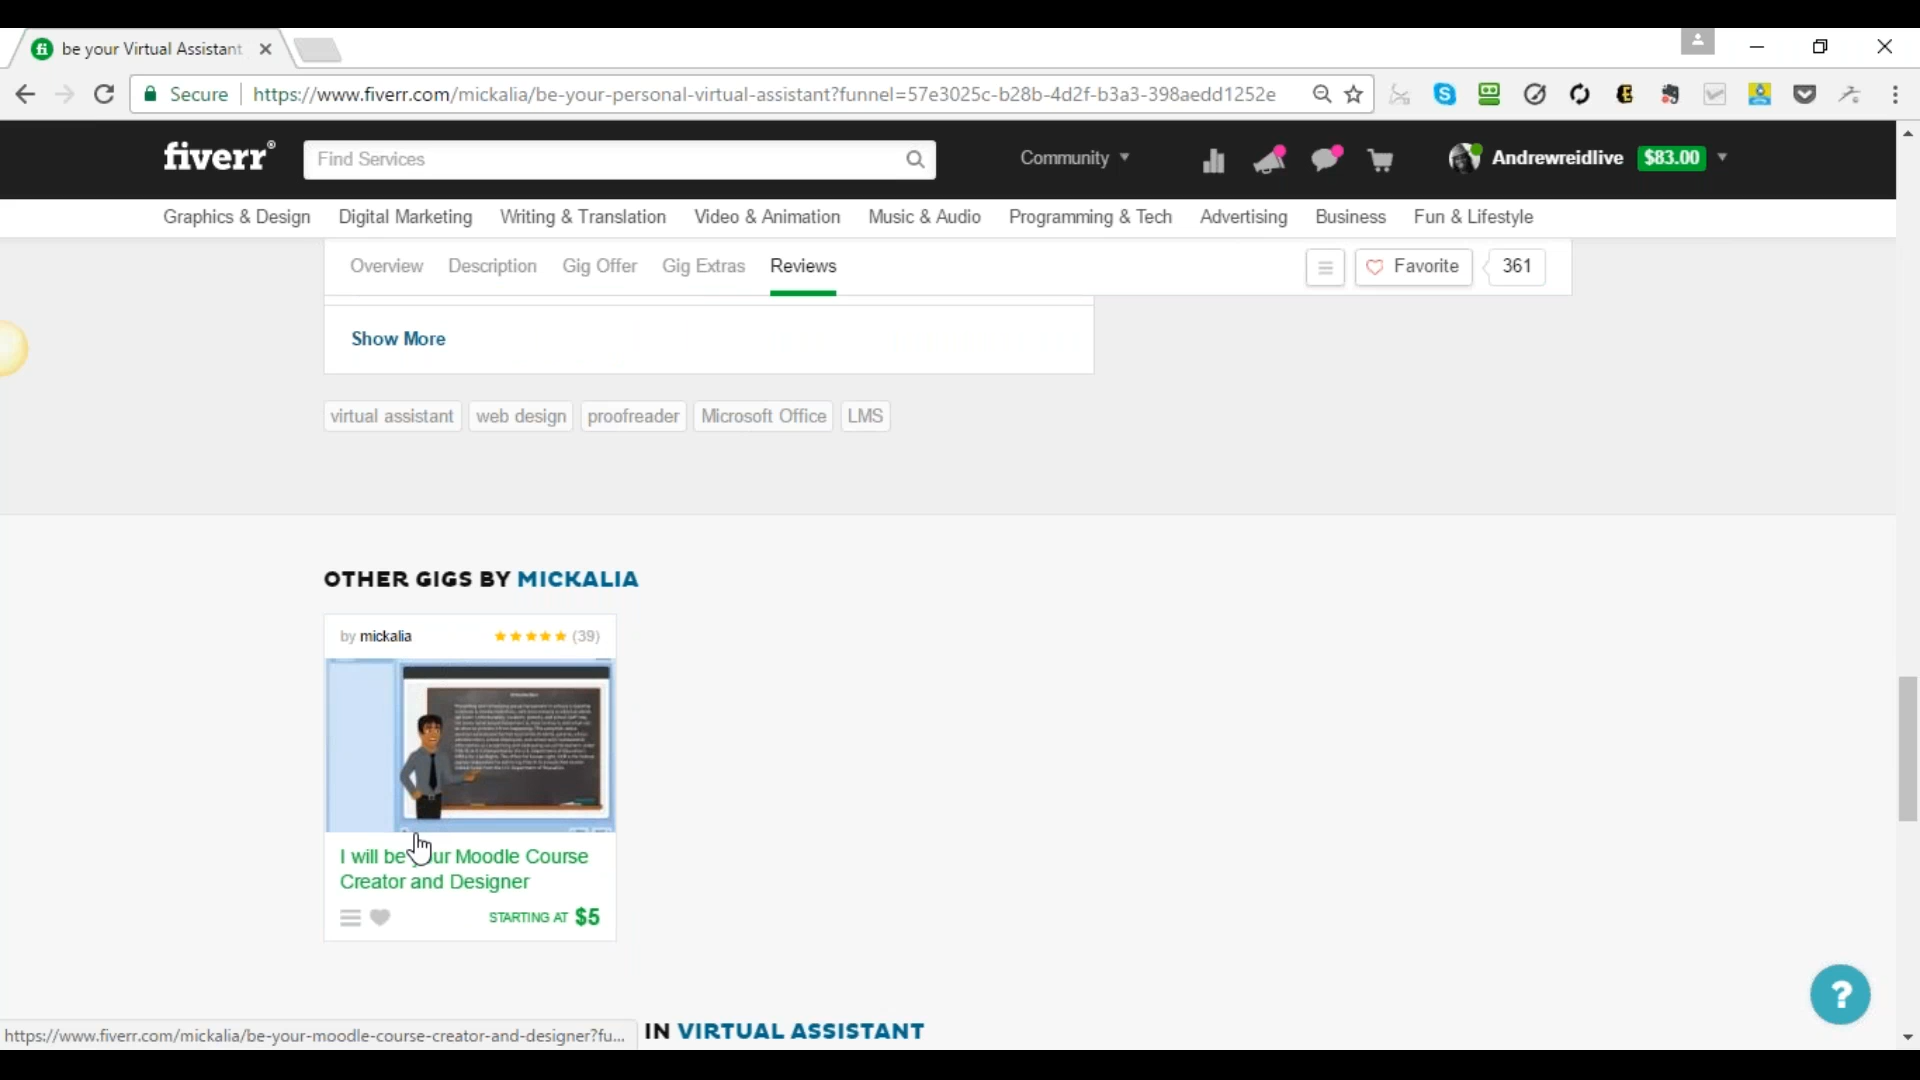 be your Virtual Assistant
Secure https://www.fiverr.com/mickalia/be-your-personal-virtual-assistant?funnel=57e3025c-b28b-4d2f-b3a3-398aedd1252e
fiverr®
Find Services
Community
Andrewreidlive $83.00
Graphics & Design Digital Marketing Writing & Translation Video & Animation Music & Audio Programming & Tech Advertising Business Fun & Lifestyle
Overview Description Gig Offer Gig Extras Reviews Favorite 361
Show More
virtual assistant web design proofreader Microsoft Office LMS
OTHER GIGS BY MICKALIA
by mickalia (39)
I will be your Moodle Course
Creator and Designer
STARTING AT $5
?
https://www.fiverr.com/mickalia/be-your-moodle-course-creator-and-designer?fu... IN VIRTUAL ASSISTANT